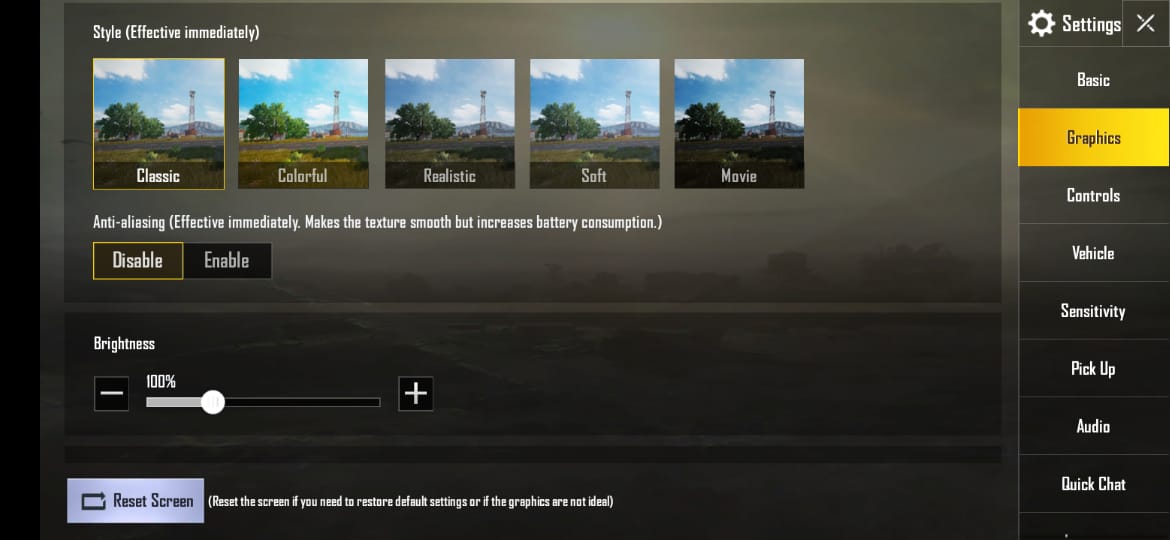 Style (Effective immediately)
Classic
Colorful
Realistic
Soft
Movie
Anti-aliasing (Effective immediately. Makes the texture smooth but increases battery consumption.)
Disable
Enable
Brightness
100%
Reset Screen
(Reset the screen if you need to restore default settings or if the graphics are not ideal)
Settings
Basic
Graphics
Controls
Vehicle
Sensitivity
Pick Up
Audio
Quick Chat